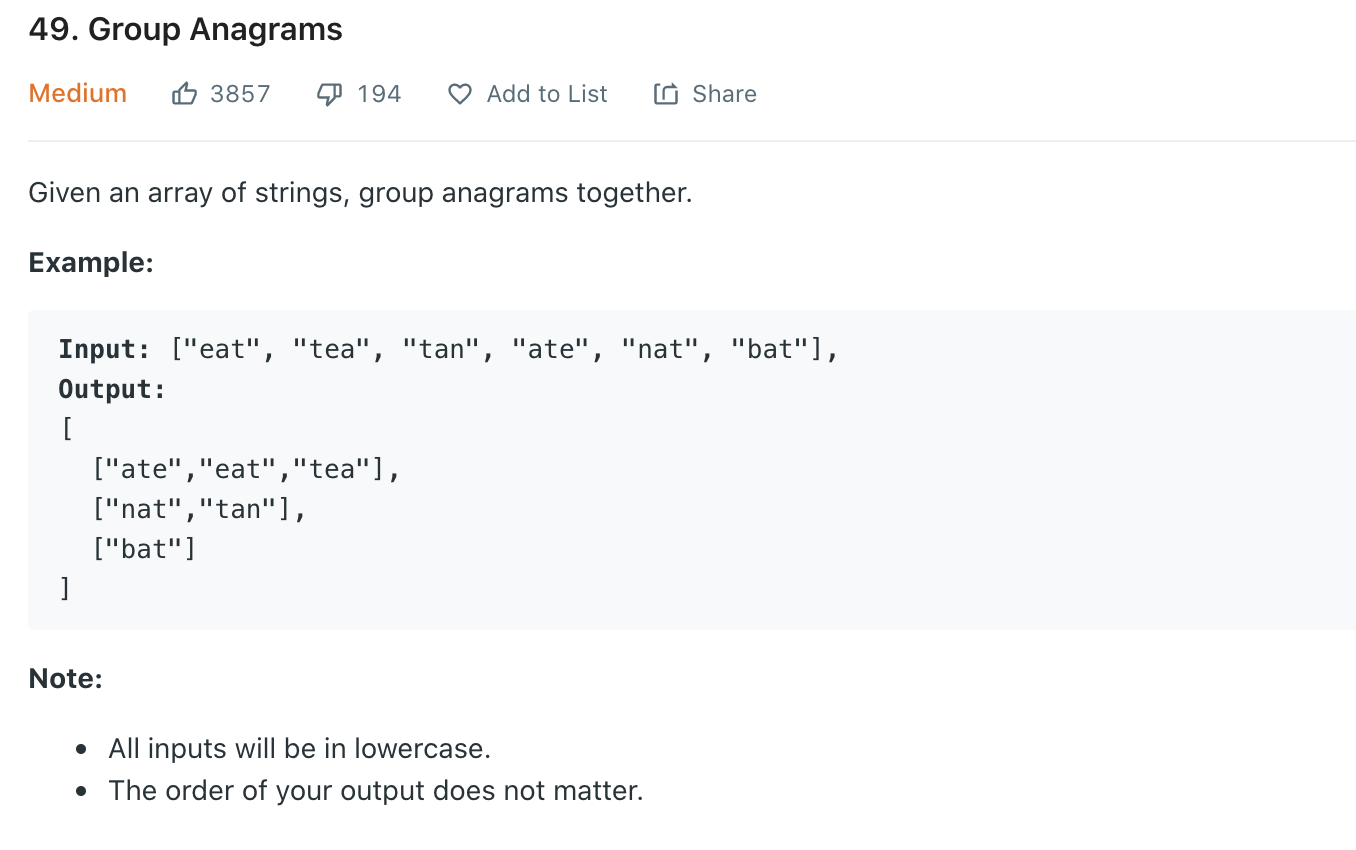 49. Group Anagrams
Medium 3857 194 Add to List Share
Given an array of strings, group anagrams together.
Example:
Input: ["eat", "tea", "tan", "ate", "nat", "bat"],
Output:
[
  ["ate","eat","tea"],
  ["nat","tan"],
  ["bat"]
]
Note:
• All inputs will be in lowercase.
• The order of your output does not matter.